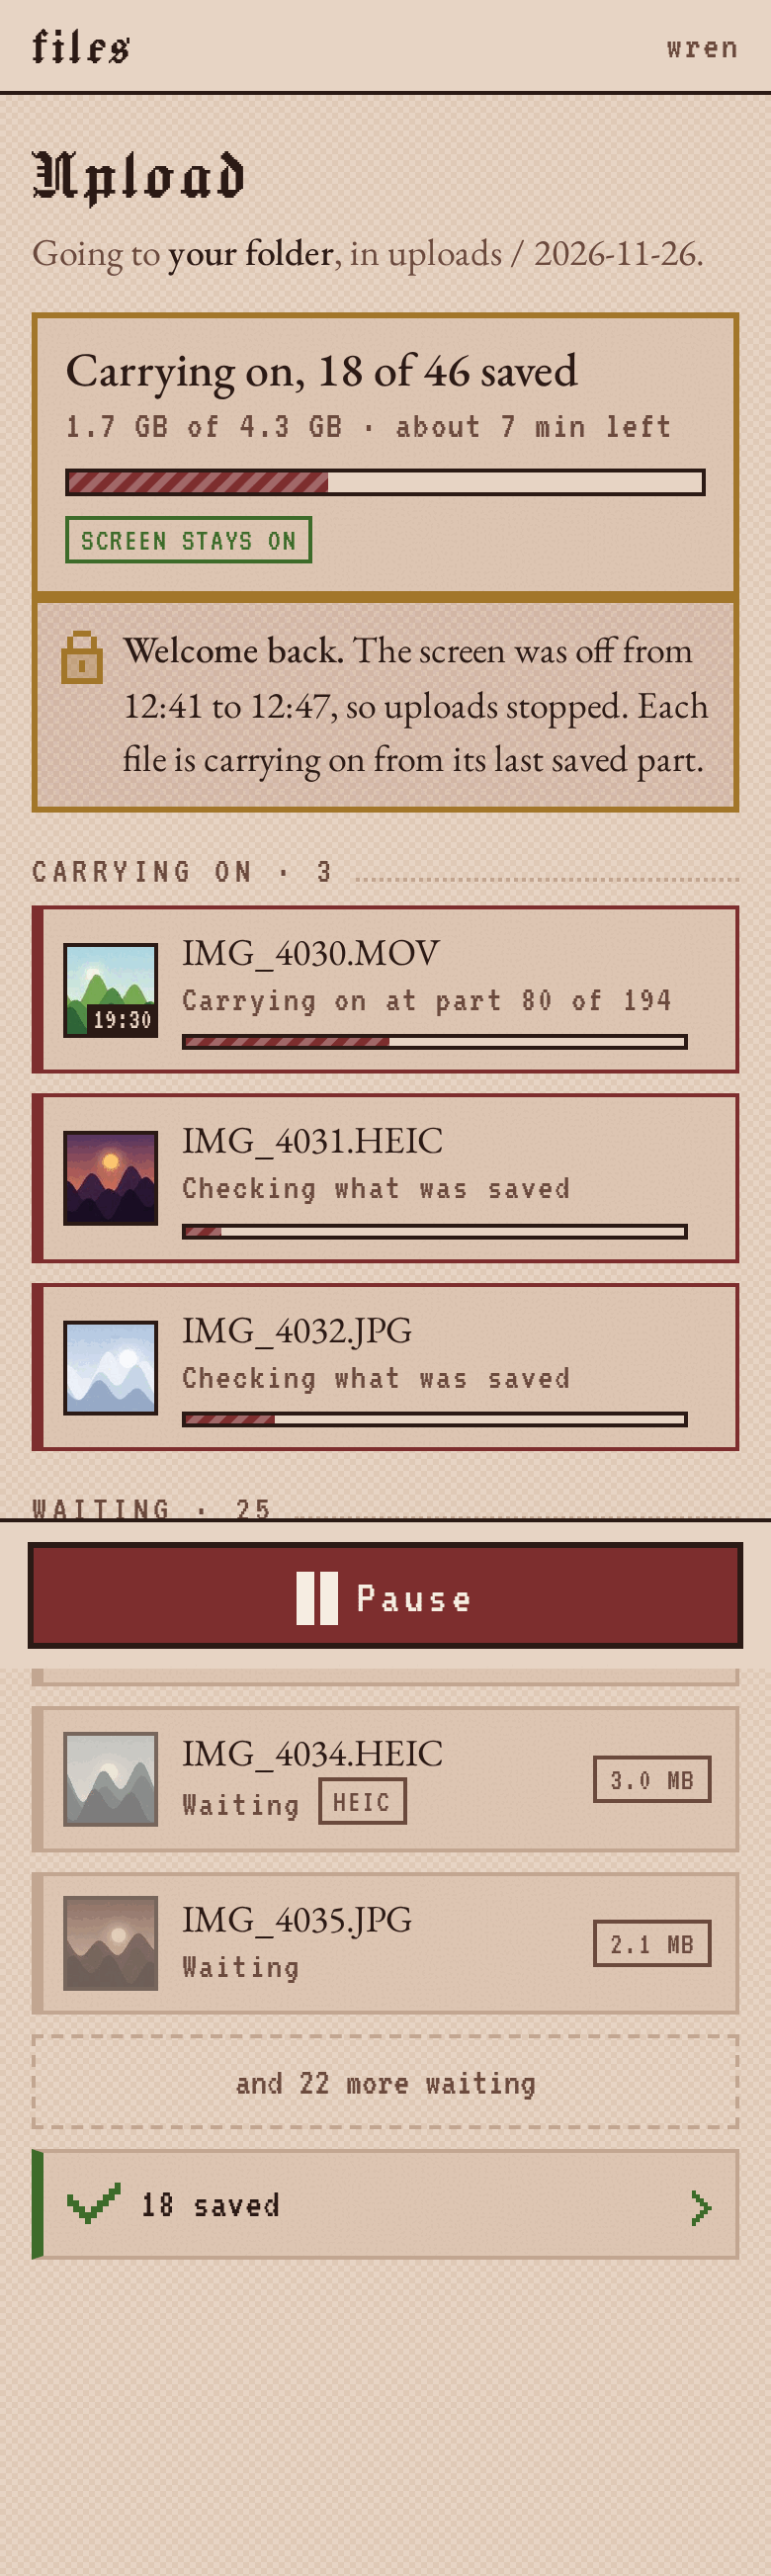 files
wren
Upload
Going to your folder, in uploads / 2026-11-26.
Carrying on, 18 of 46 saved
1.7 GB of 4.3 GB · about 7 min left
SCREEN STAYS ON
Welcome back. The screen was off from
12:41 to 12:47, so uploads stopped. Each
file is carrying on from its last saved part.
CARRYING ON · 3
IMG_4030.MOV
19:30
Carrying on at part 80 of 194
IMG_4031.HEIC
Checking what was saved
IMG_4032.JPG
Checking what was saved
WAITING · 25
Pause
IMG_4034.HEIC
Waiting HEIC
3.0 MB
IMG_4035.JPG
Waiting
2.1 MB
and 22 more waiting
18 saved